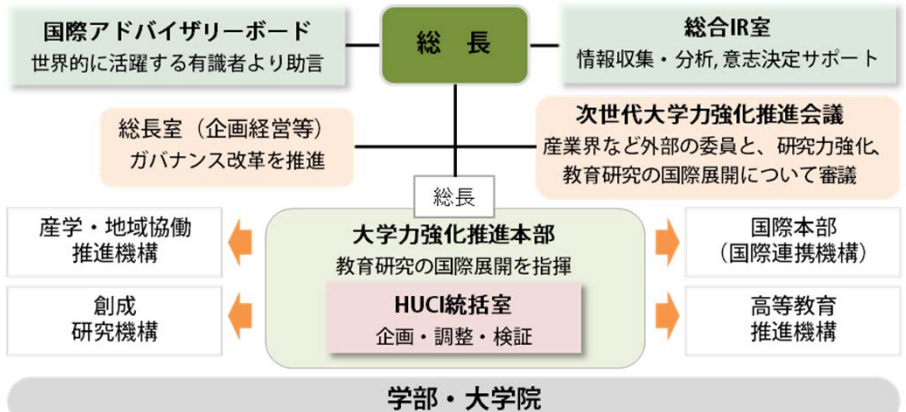 国際アドバイザリーボード
世界的に活躍する有識者より助言
総　長
総合IR室
情報収集・分析, 意志決定サポート
総長室（企画経営等）
ガバナンス改革を推進
次世代大学力強化推進会議
産業界など外部の委員と、研究力強化、
教育研究の国際展開について審議
総長
大学力強化推進本部
教育研究の国際展開を指揮
HUCI統括室
企画・調整・検証
産学・地域協働
推進機構
創成
研究機構
国際本部
（国際連携機構）
高等教育
推進機構
学部・大学院